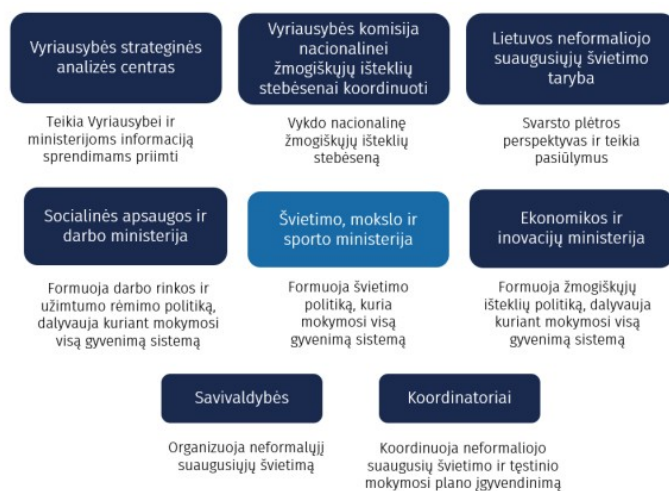 Vyriausybės strateginės
analizės centras
Teikia Vyriausybei ir
ministerijoms informaciją
sprendimams priimti
Vyriausybės komisija
nacionalinei
žmogiškųjų išteklių
stebėsenai koordinuoti
Vykdo nacionalinę
žmogiškųjų išteklių
stebėseną
Lietuvos neformaliojo
suaugusiųjų švietimo
taryba
Svarsto plėtros
perspektyvas ir teikia
pasiūlymus
Socialinės apsaugos ir
darbo ministerija
Formuoja darbo rinkos ir
užimtumo rėmimo politiką,
dalyvauja kuriant mokymosi
visą gyvenimą sistemą
Švietimo, mokslo ir
sporto ministerija
Formuoja švietimo
politiką, kuria
mokymosi visą
gyvenimą sistemą
Ekonomikos ir
inovacijų ministerija
Formuoja žmogiškųjų
išteklių politiką, dalyvauja
kuriant mokymosi visą
gyvenimą sistemą
Savivaldybės
Organizuoja neformalųjį
suaugusiųjų švietimą
Koordinatoriai
Koordinuoja neformaliojo
suaugusių švietimo ir tęstinio
mokymosi plano įgyvendinimą